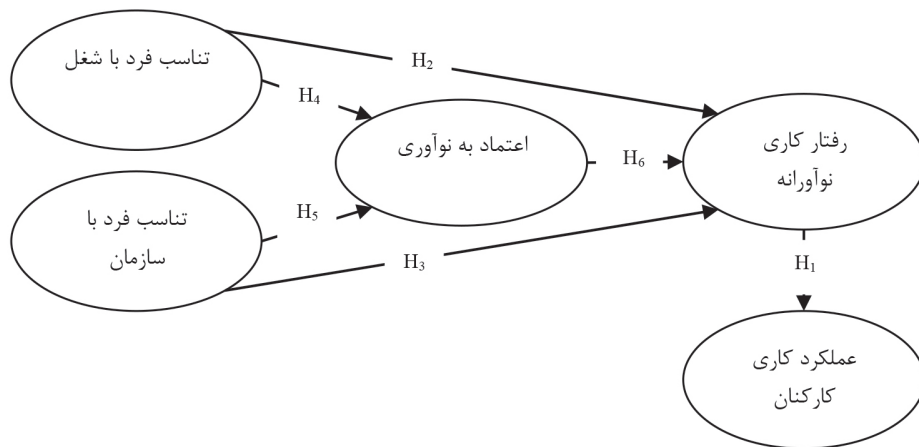 تناسب فرد با شغل
H2
H4
اعتماد به نوآوری
رفتار کاری
نوآورانه
H6
تناسب فرد با
سازمان
H5
H3
H1
عملکرد کاری
کارکنان